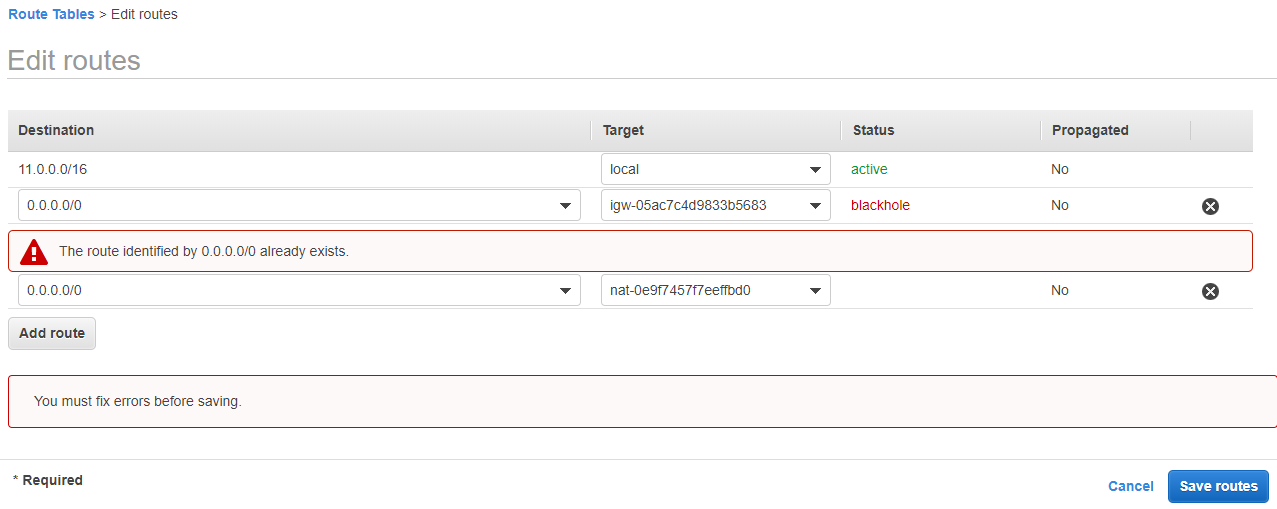 Route Tables > Edit routes
Edit routes
Destination Target Status Propagated
11.0.0.0/16 local active No
0.0.0.0/0 igw-05ac7c4d9833b5683 blackhole No
The route identified by 0.0.0.0/0 already exists.
0.0.0.0/0 nat-0e9f7457f7eeffbd0 No
Add route
You must fix errors before saving.
* Required Cancel Save routes